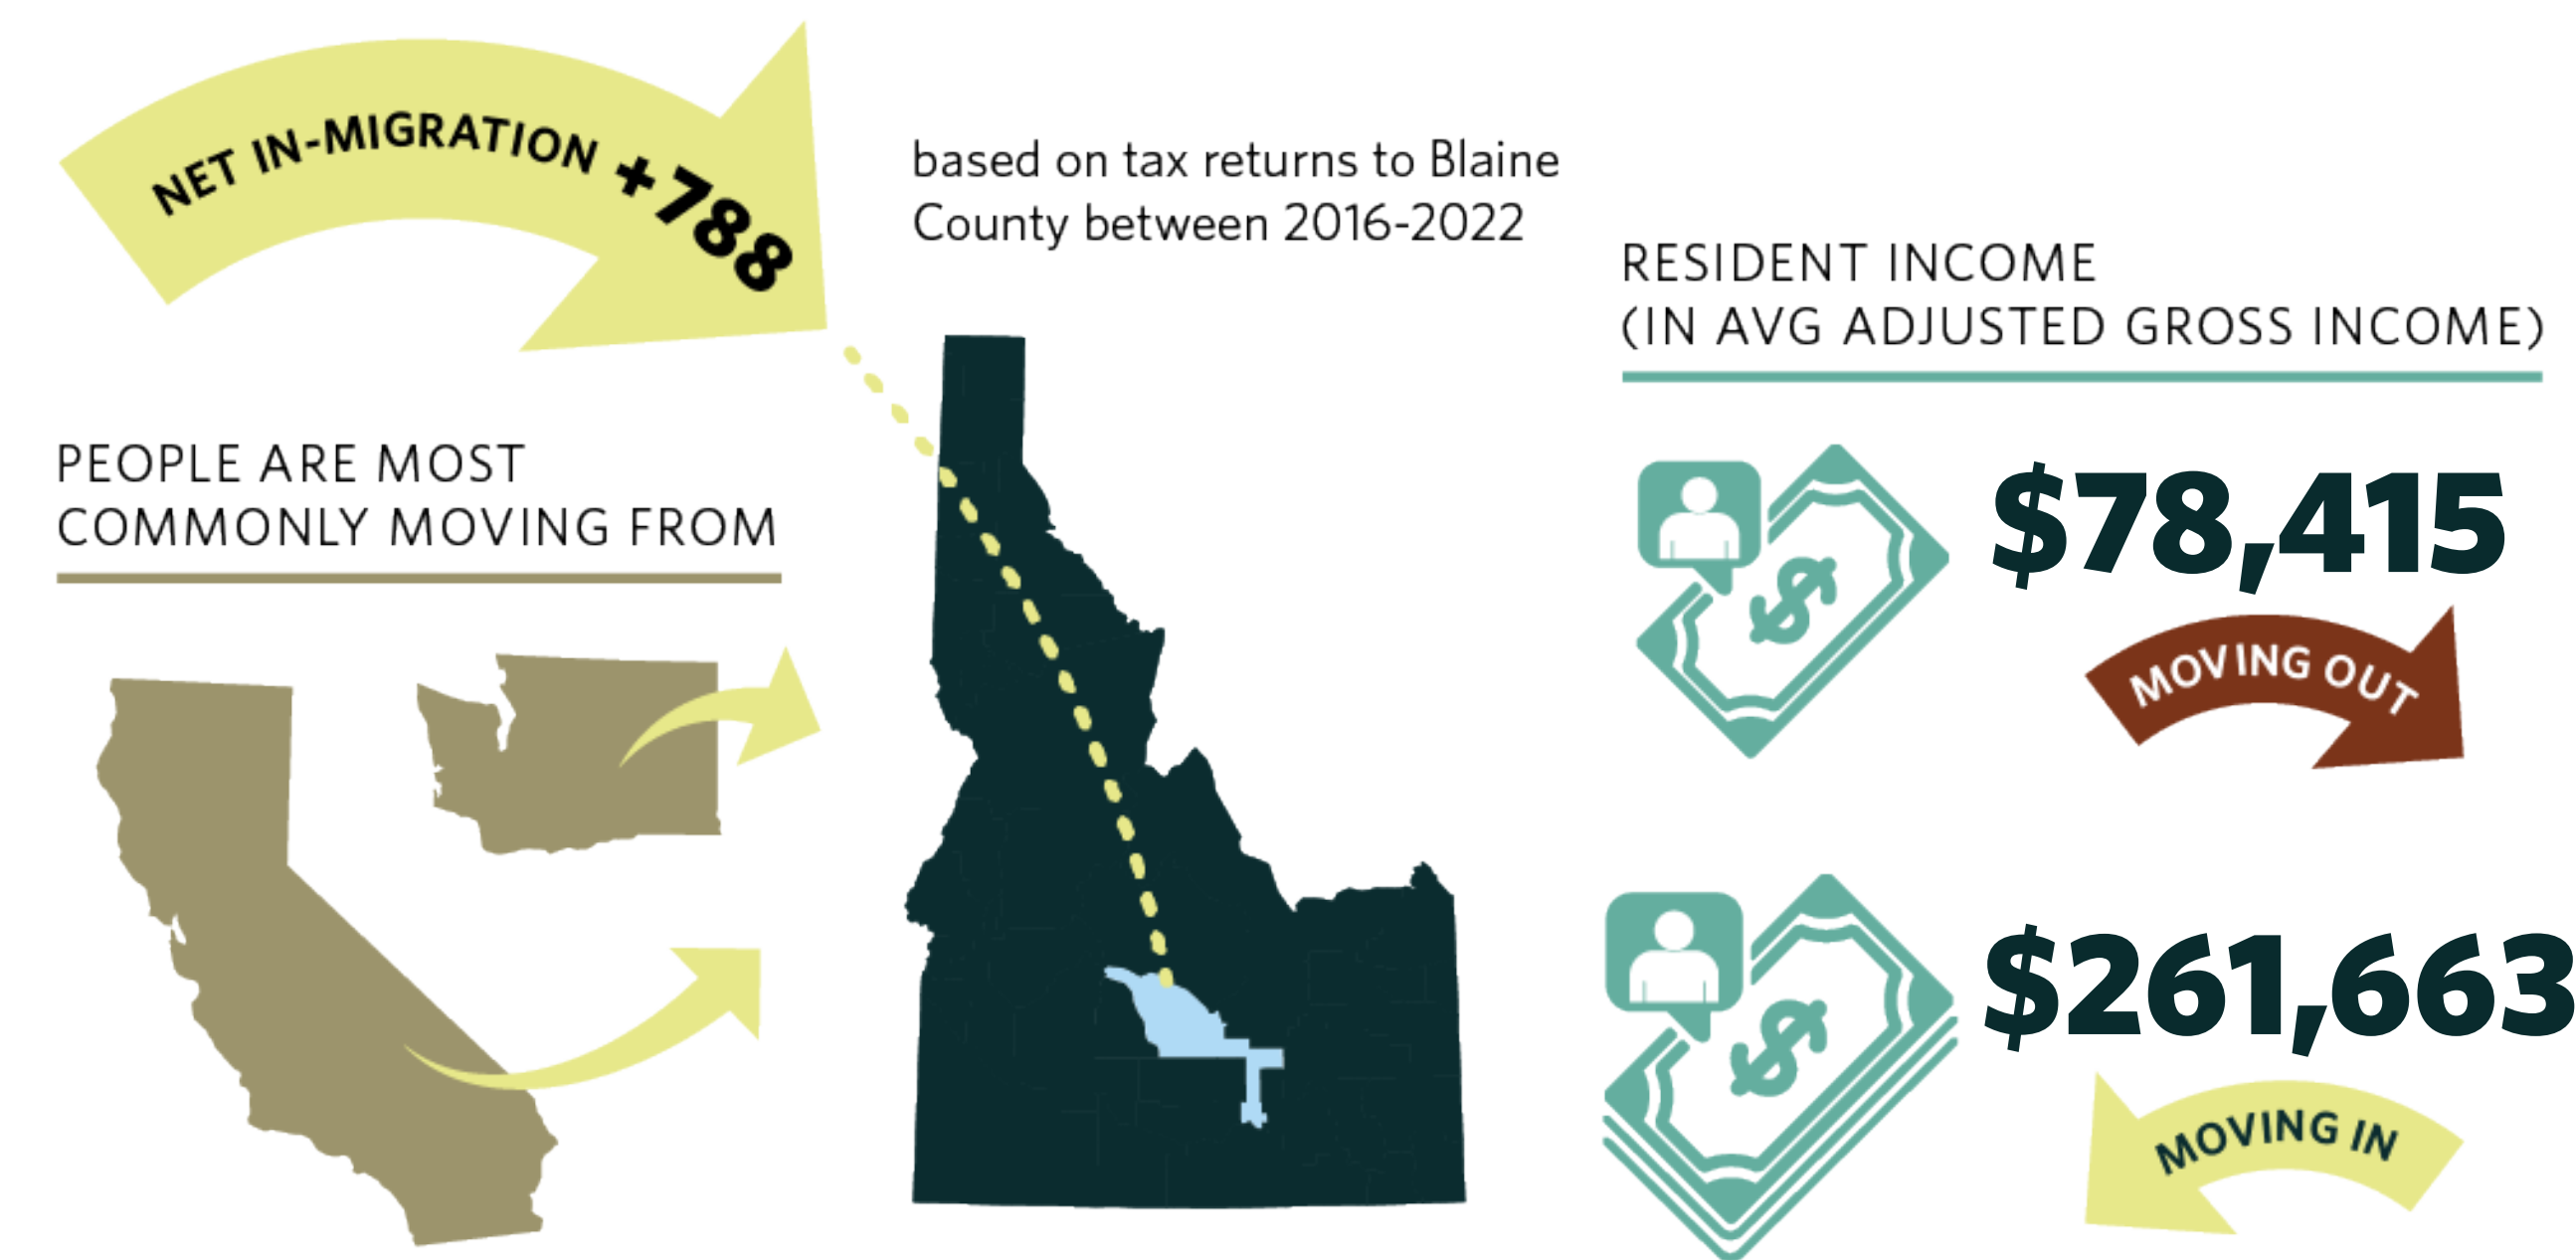 NET IN-MIGRATION +788
based on tax returns to Blaine
County between 2016-2022
PEOPLE ARE MOST
COMMONLY MOVING FROM
RESIDENT INCOME
(IN AVG ADJUSTED GROSS INCOME)
$78,415
MOVING OUT
$261,663
MOVING IN